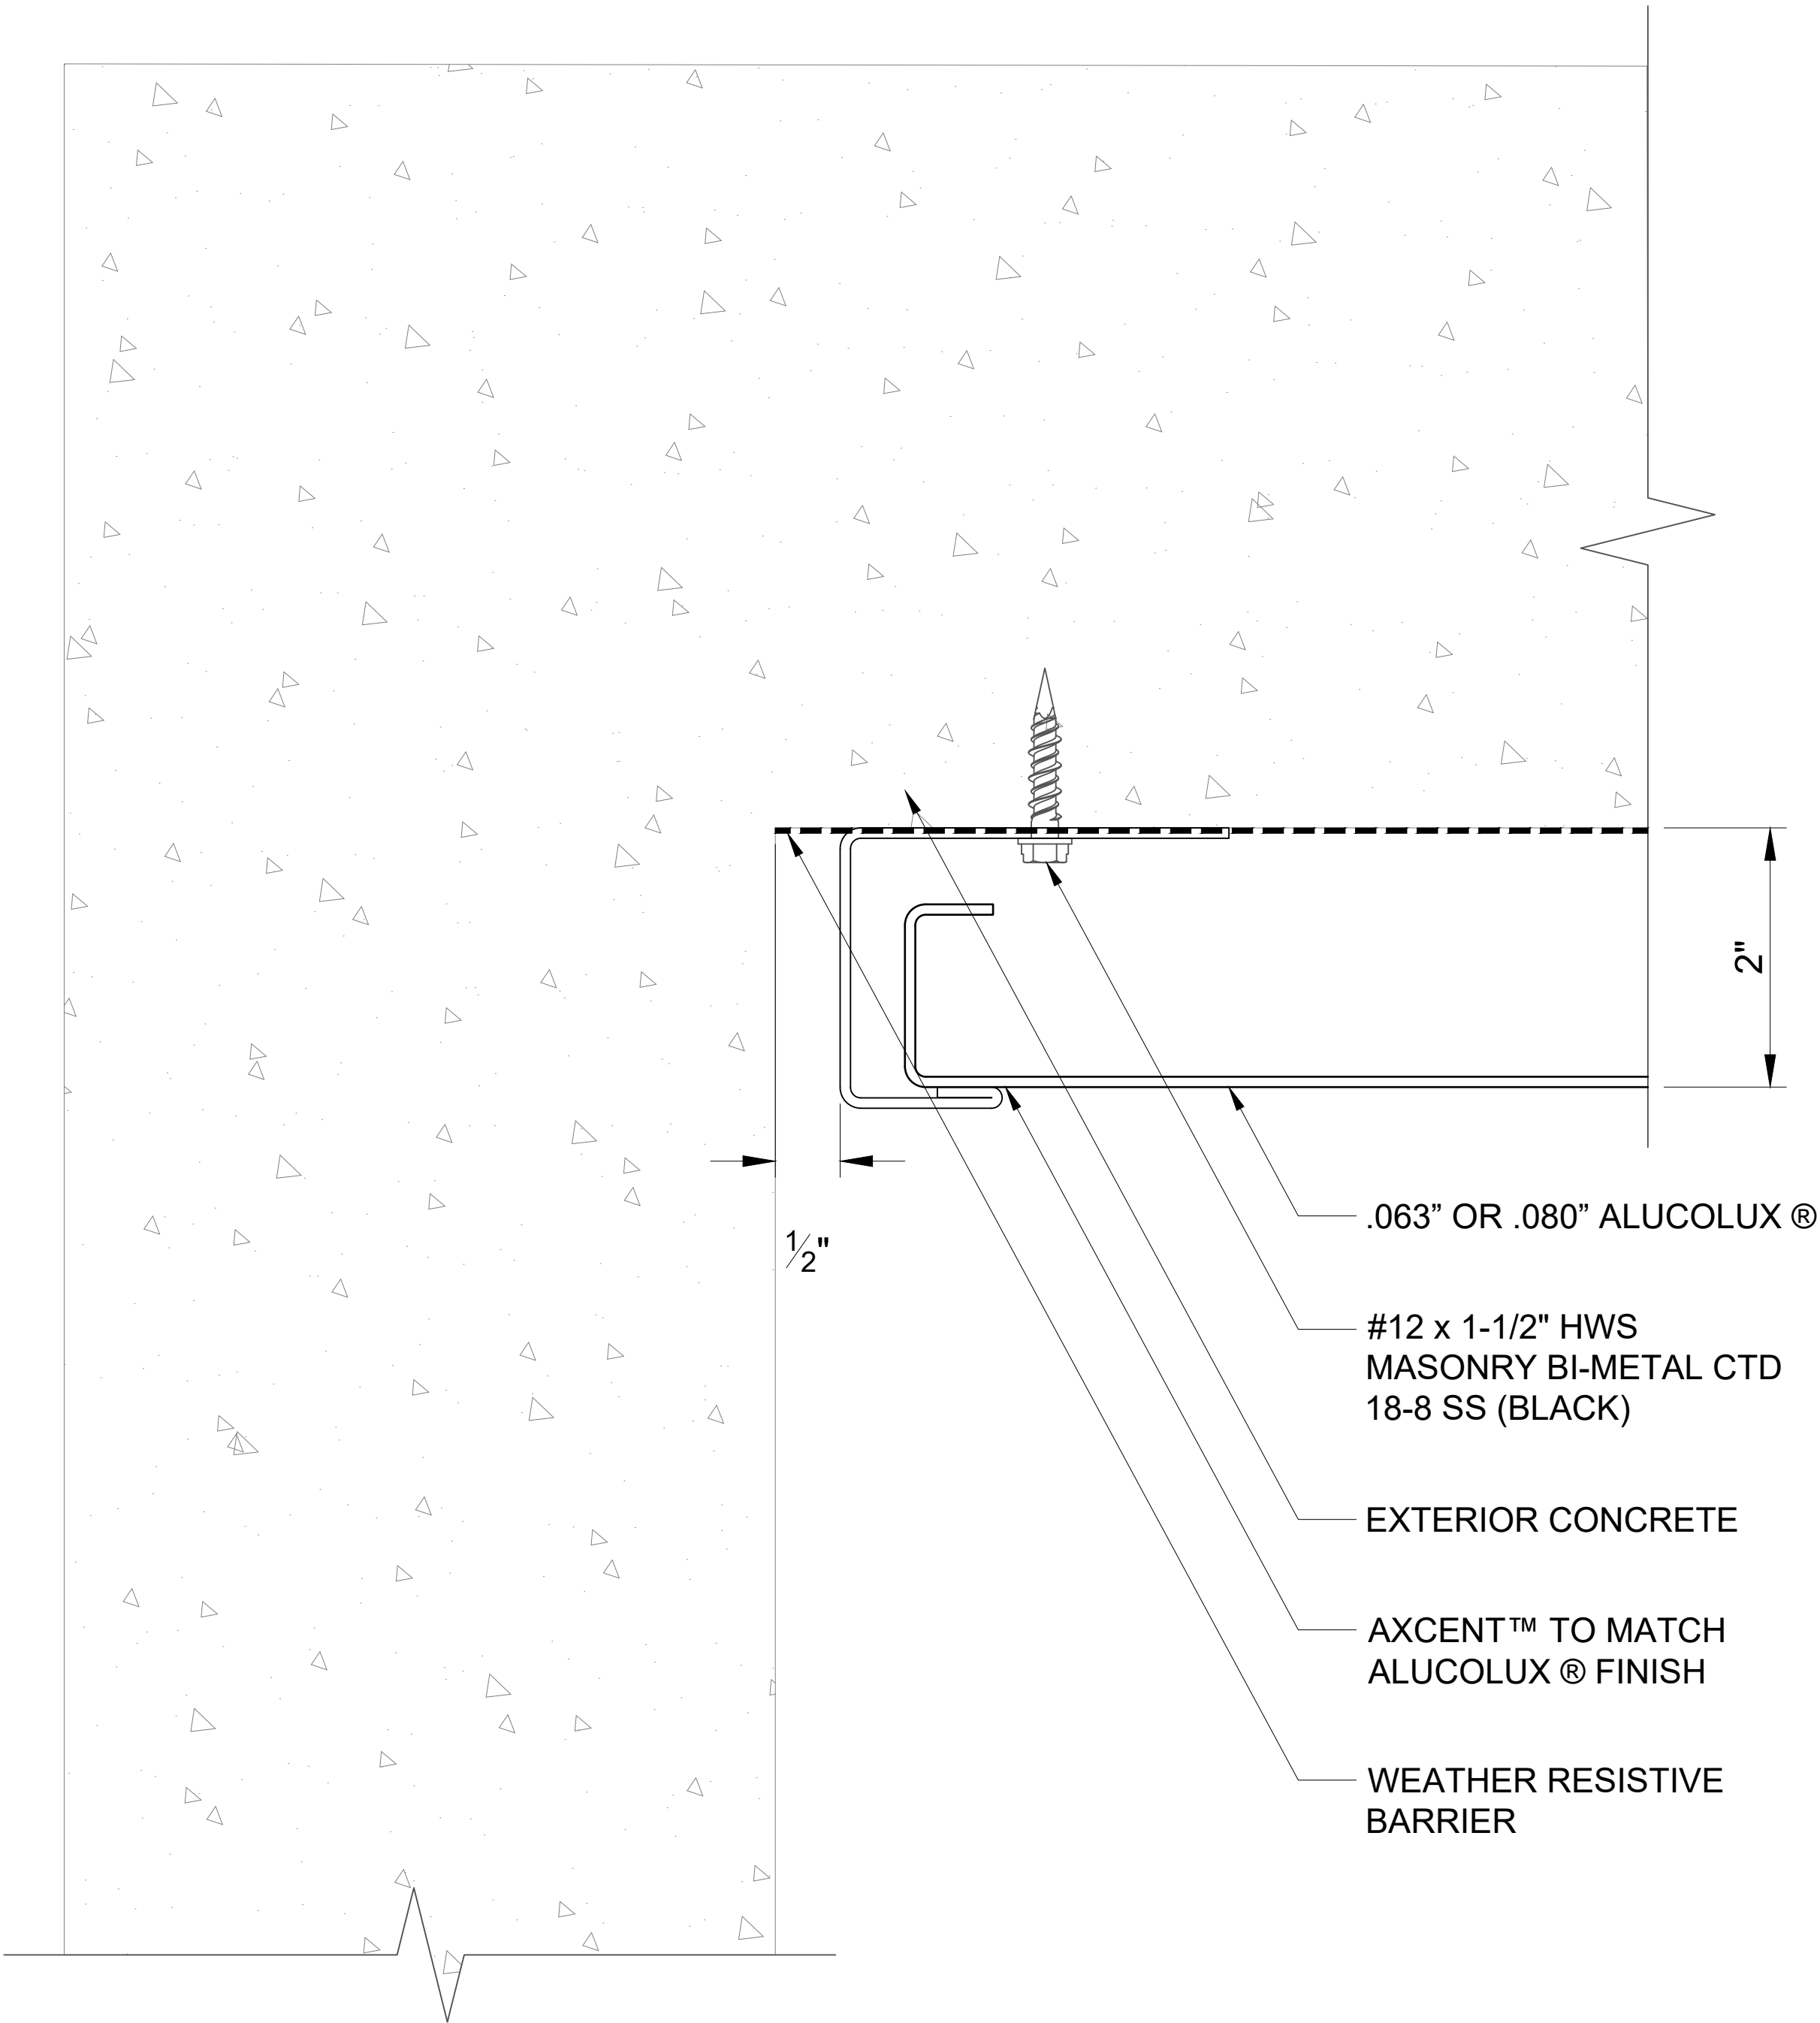 2"
1/2"
.063” OR .080” ALUCOLUX ®
#12 x 1-1/2" HWS
MASONRY BI-METAL CTD
18-8 SS (BLACK)
EXTERIOR CONCRETE
AXCENT™ TO MATCH
ALUCOLUX ® FINISH
WEATHER RESISTIVE
BARRIER